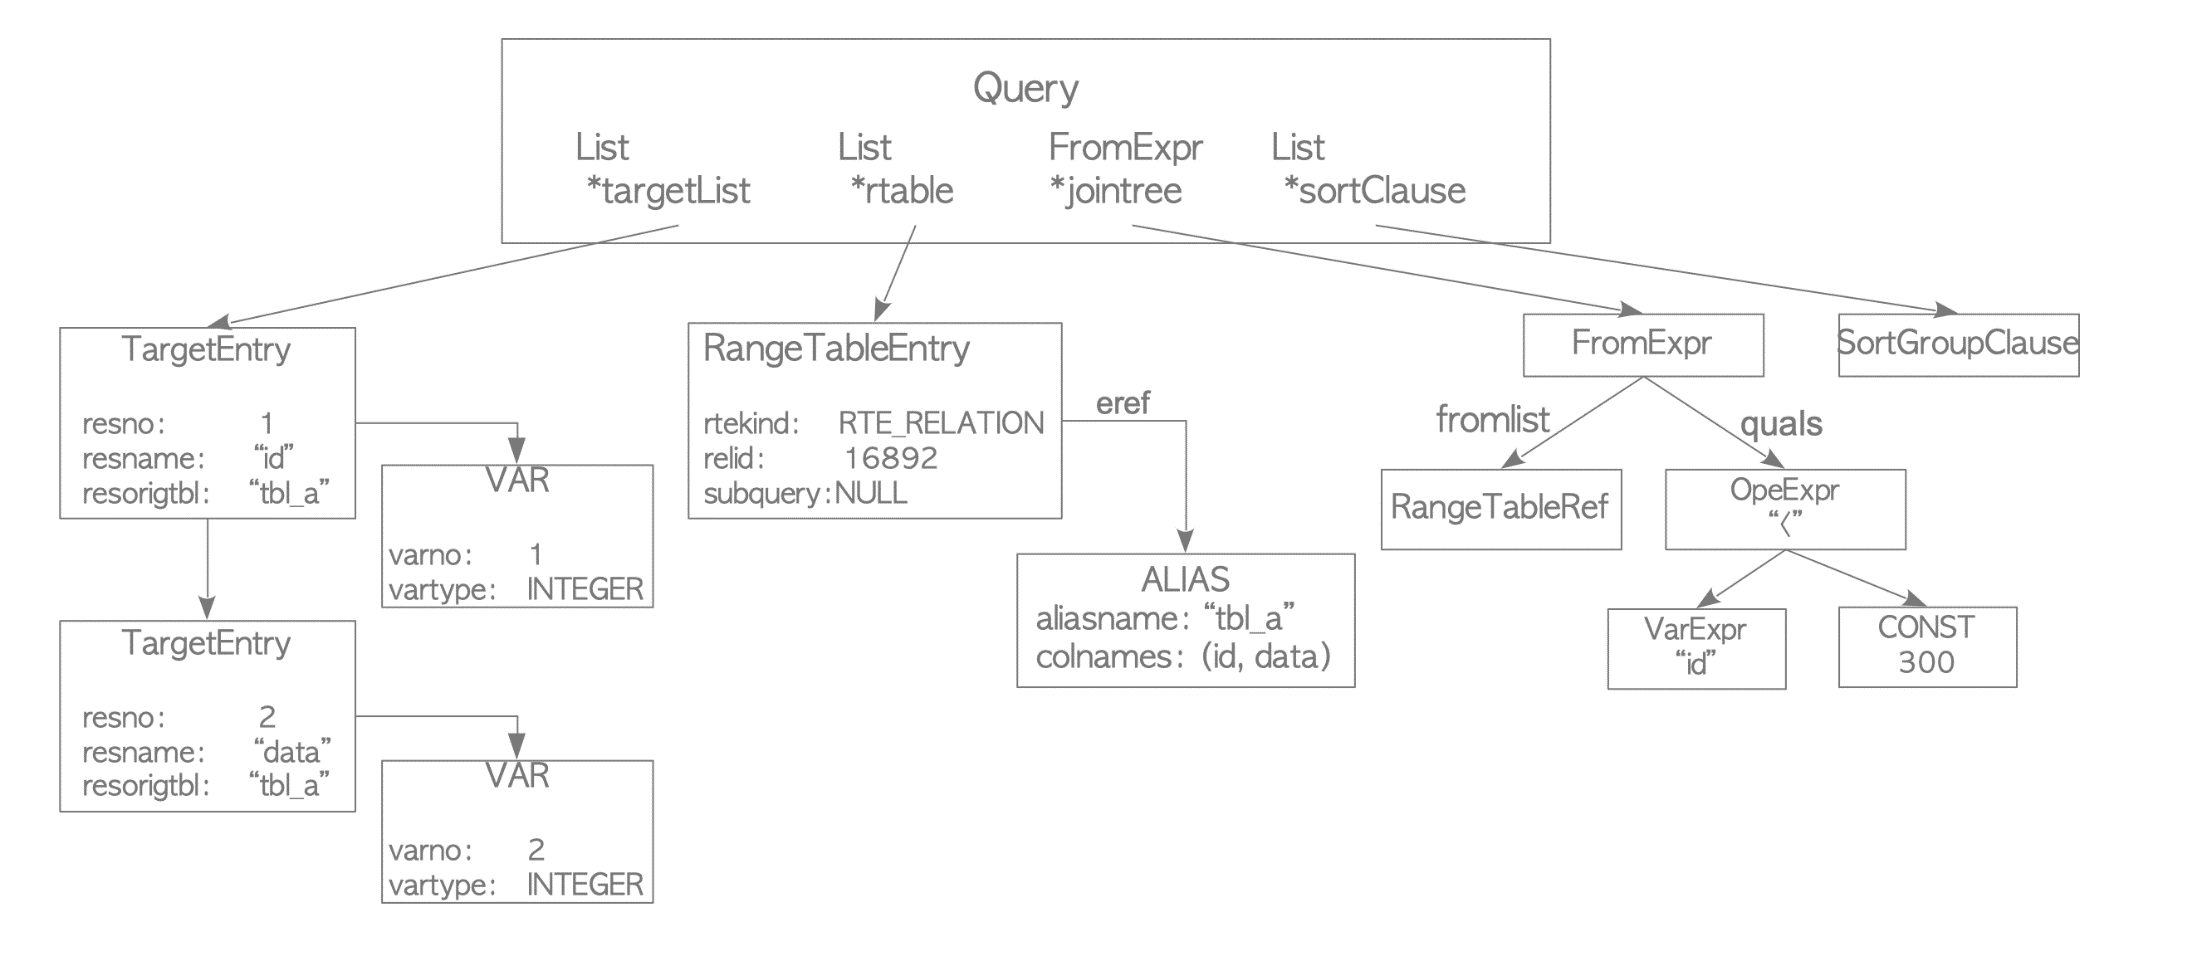 Query
List
*targetList
List
*rtable
FromExpr
*jointree
List
*sortClause
TargetEntry
resno: 1
resname: “id”
resorigtbl: “tbl_a”
VAR
varno: 1
vartype: INTEGER
TargetEntry
resno: 2
resname: “data”
resorigtbl: “tbl_a”
VAR
varno: 2
vartype: INTEGER
RangeTableEntry
rtekind: RTE_RELATION
relid: 16892
subquery:NULL
eref
ALIAS
aliasname: “tbl_a”
colnames: (id, data)
FromExpr
fromlist
quals
RangeTableRef
OpeExpr
“<”
VarExpr
“id”
CONST
300
SortGroupClause